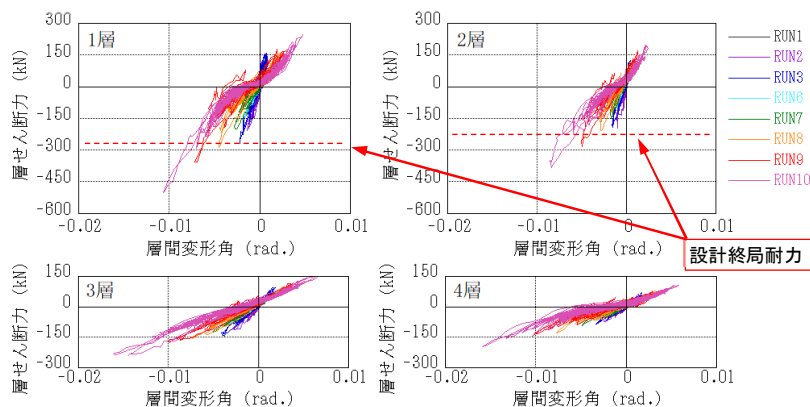 1層
層せん断力 (kN)
300
150
0
-150
-300
-450
-600
-0.02
-0.01
0
0.01
層間変形角 (rad.)
2層
層せん断力 (kN)
300
150
0
-150
-300
-450
-600
-0.02
-0.01
0
0.01
層間変形角 (rad.)
RUN1
RUN2
RUN3
RUN6
RUN7
RUN8
RUN9
RUN10
設計終局耐力
3層
層せん断力 (kN)
150
0
-150
-300
-0.02
-0.01
0
0.01
層間変形角 (rad.)
4層
層せん断力 (kN)
150
0
-150
-300
-0.02
-0.01
0
0.01
層間変形角 (rad.)